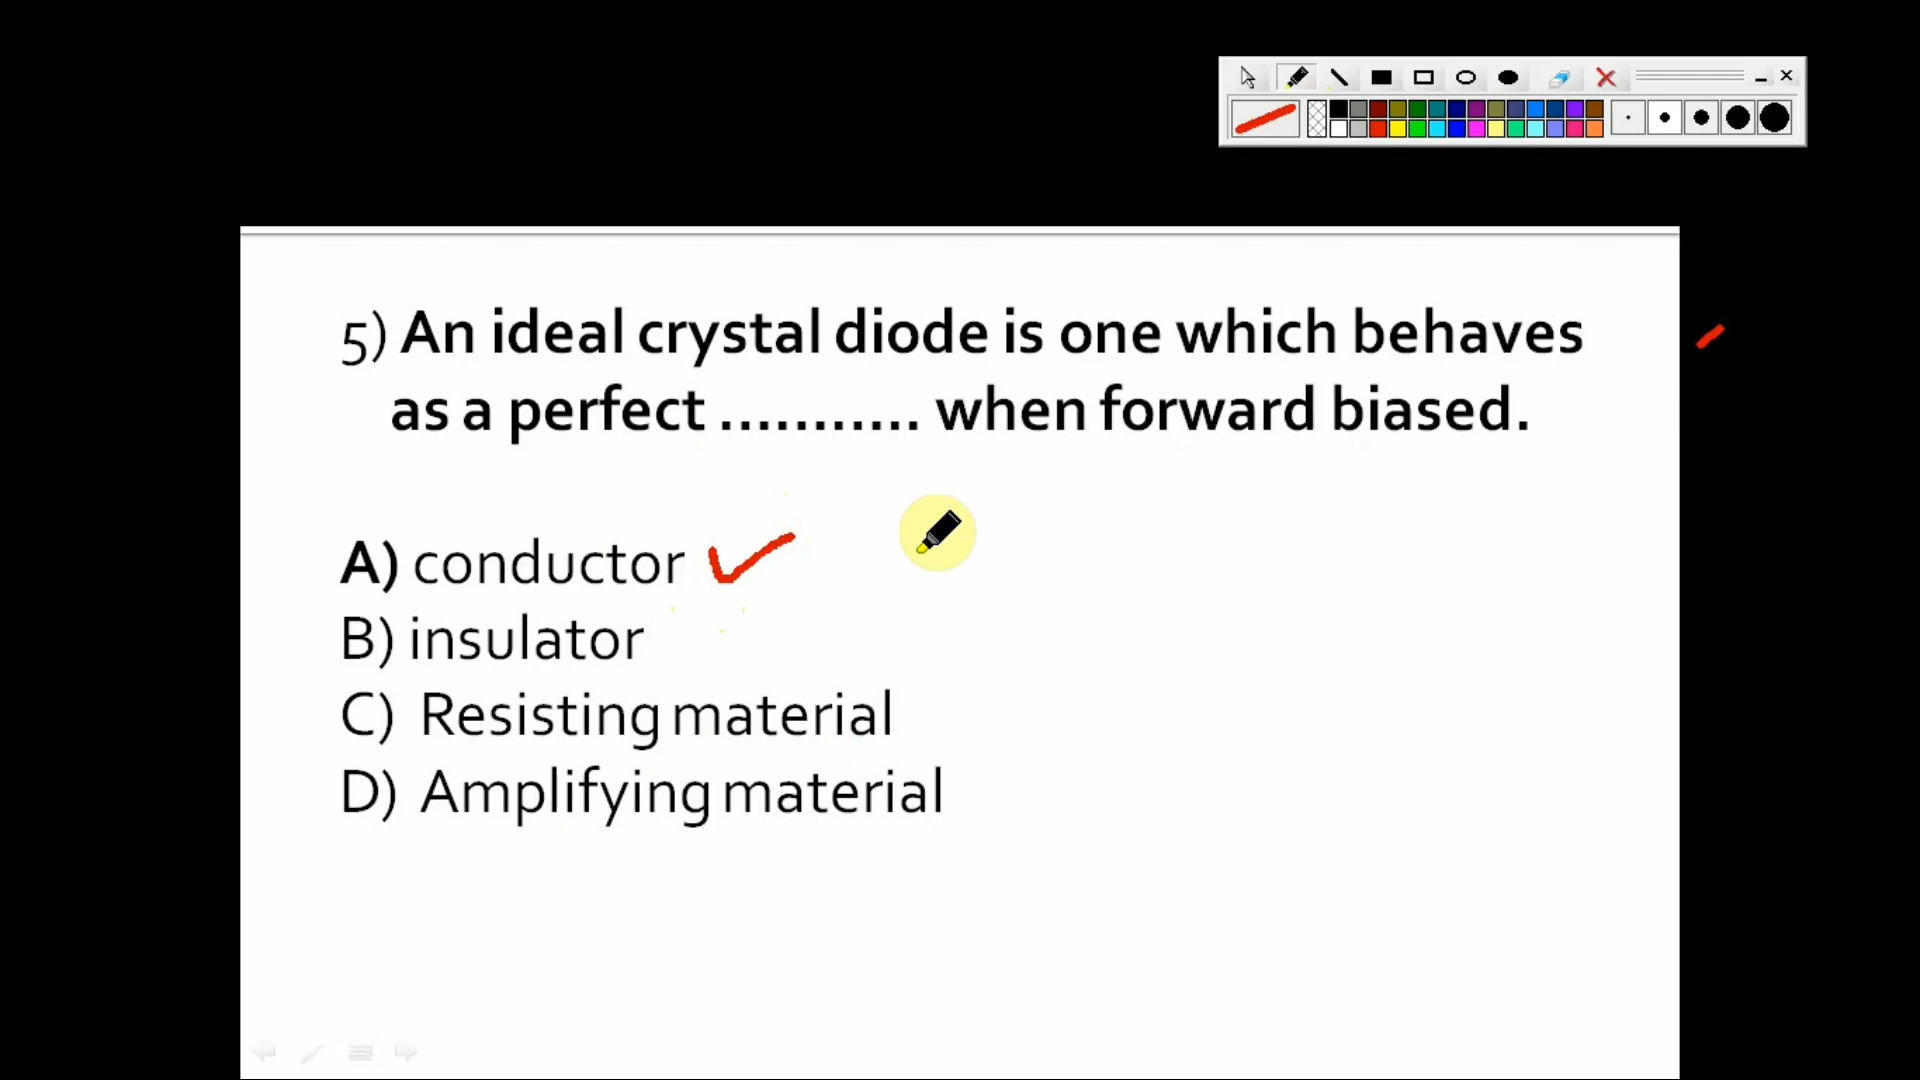 5) An ideal crystal diode is one which behaves
as a perfect ........... when forward biased.
A) conductor
B) insulator
C) Resisting material
D) Amplifying material